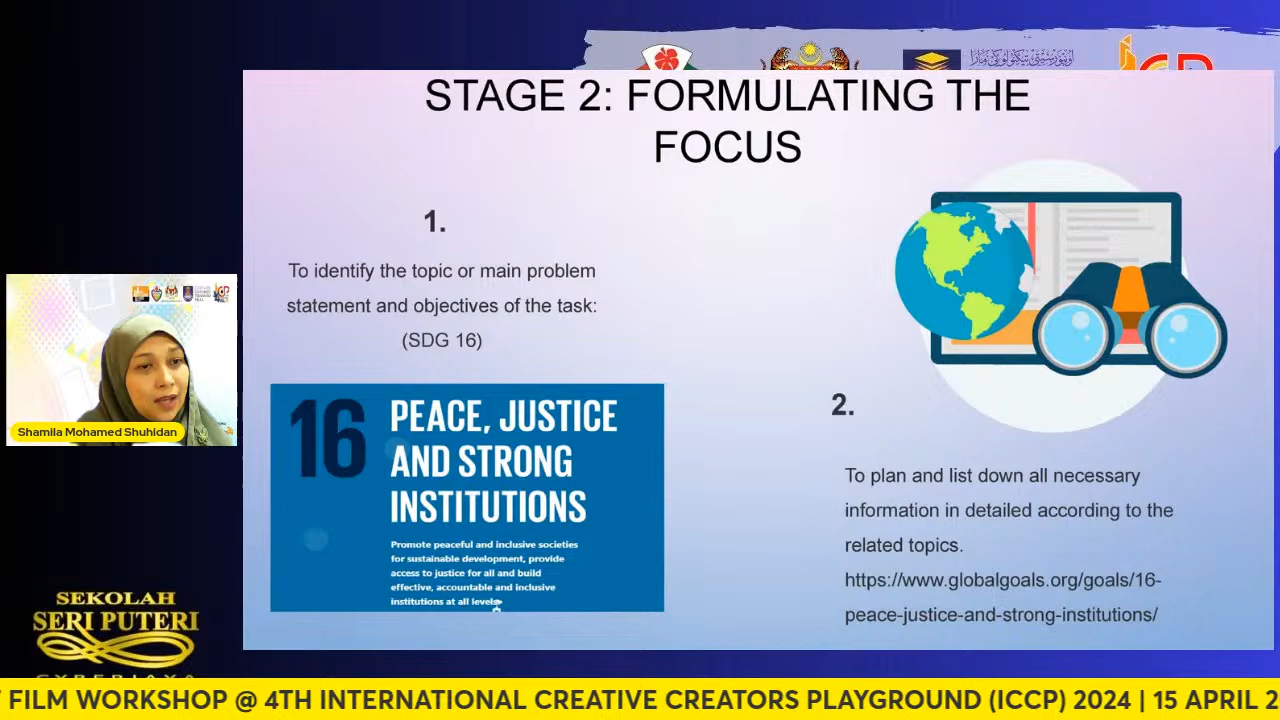 STAGE 2: FORMULATING THE
FOCUS
1.
To identify the topic or main problem
statement and objectives of the task:
(SDG 16)
16
PEACE, JUSTICE
AND STRONG
INSTITUTIONS
Promote peaceful and inclusive societies
for sustainable development, provide
access to justice for all and build
effective, accountable and inclusive
institutions at all levels
2.
To plan and list down all necessary
information in detailed according to the
related topics.
https://www.globalgoals.org/goals/16-
peace-justice-and-strong-institutions/
Shamila Mohamed Shuhidan
SEKOLAH
SERI PUTERI
CYBERJAYA
FILM WORKSHOP @ 4TH INTERNATIONAL CREATIVE CREATORS PLAYGROUND (ICCP) 2024 | 15 APRIL 2